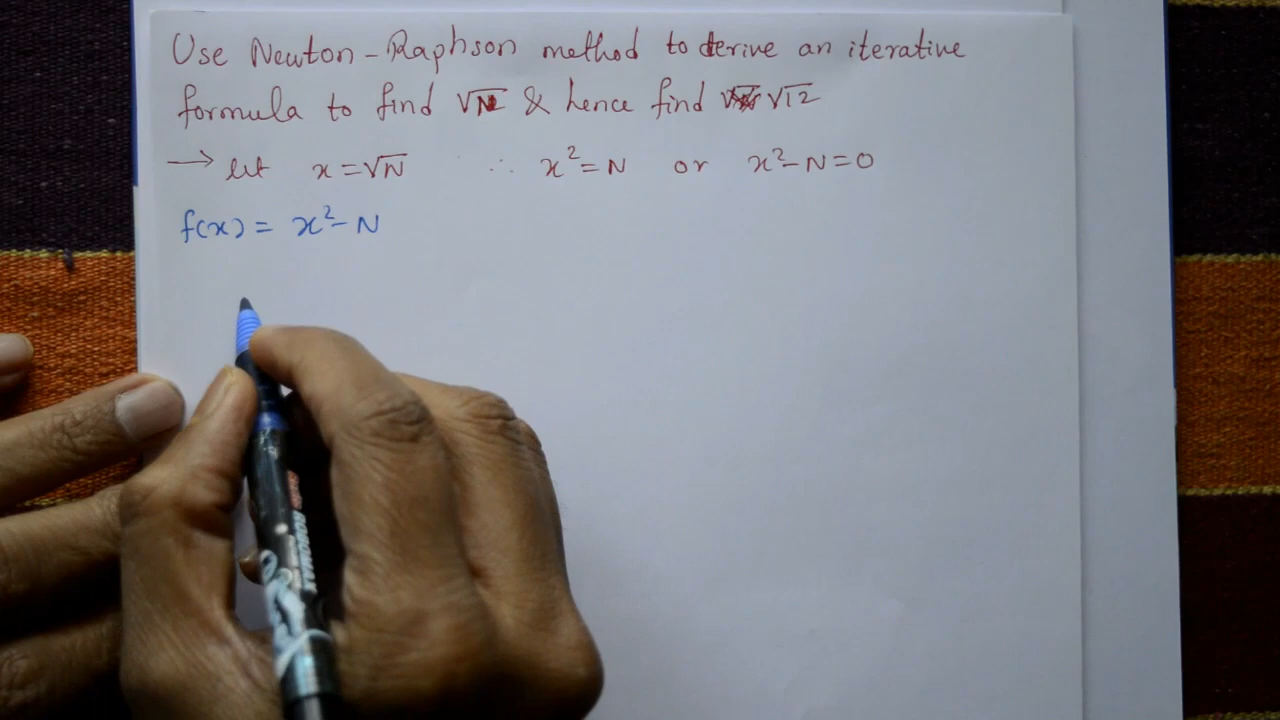 Use Newton-Raphson method to derive an iterative
formula to find √N & hence find √12
→ let x = √N ∴ x² = N or x² - N = 0
f(x) = x² - N